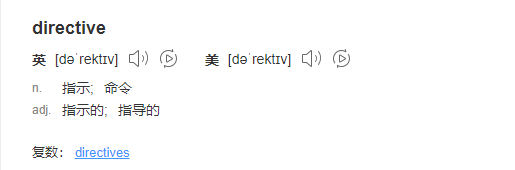 directive
英 [dəˈrektɪv] 美 [dəˈrektɪv]
n. 指示；命令
adj. 指示的；指导的
复数： directives